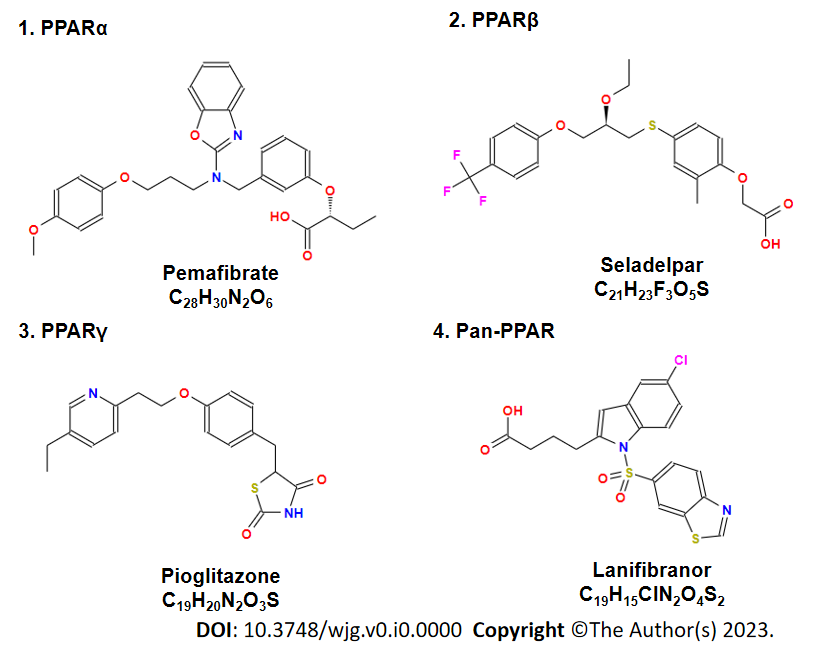 1. PPARα
2. PPARβ
O
N
O
N
O
O
HO
O
O
O
S
F
F
F
O
O
OH
Pemafibrate
C₂₈H₃₀N₂O₆
Seladelpar
C₂₁H₂₃F₃O₅S
3. PPARγ
4. Pan-PPAR
N
O
S
O
NH
O
Cl
OH
O
N
O
S
O
N
S
Pioglitazone
C₁₉H₂₀N₂O₃S
Lanifibranor
C₁₉H₁₅ClN₂O₄S₂
DOI: 10.3748/wjg.v0.i0.0000 Copyright ©The Author(s) 2023.